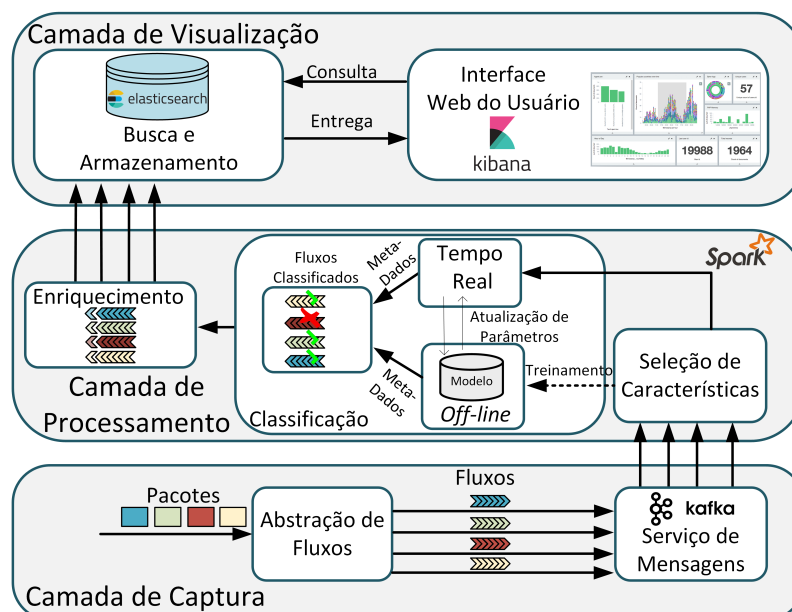 Camada de Visualização
elasticsearch
Busca e
Armazenamento
Consulta
Entrega
Interface
Web do Usuário
kibana
57
19988
1964
Spark
Enriquecimento
Camada de
Processamento
Fluxos
Classificados
Meta-
Dados
Tempo
Real
Atualização de
Parâmetros
Meta-
Dados
Modelo
Off-line
Classificação
Treinamento
Seleção de
Características
Pacotes
Abstração de
Fluxos
Fluxos
kafka
Serviço de
Mensagens
Camada de Captura